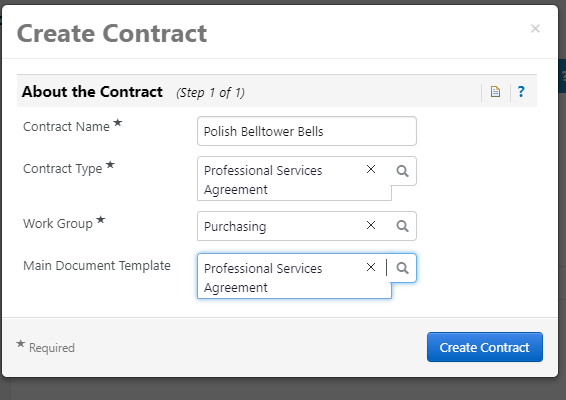 Create Contract
×
About the Contract (Step 1 of 1)
?
Contract Name ★
Polish Belltower Bells
Contract Type ★
Professional Services
Agreement
Work Group ★
Purchasing
Main Document Template
Professional Services
Agreement
★ Required
Create Contract